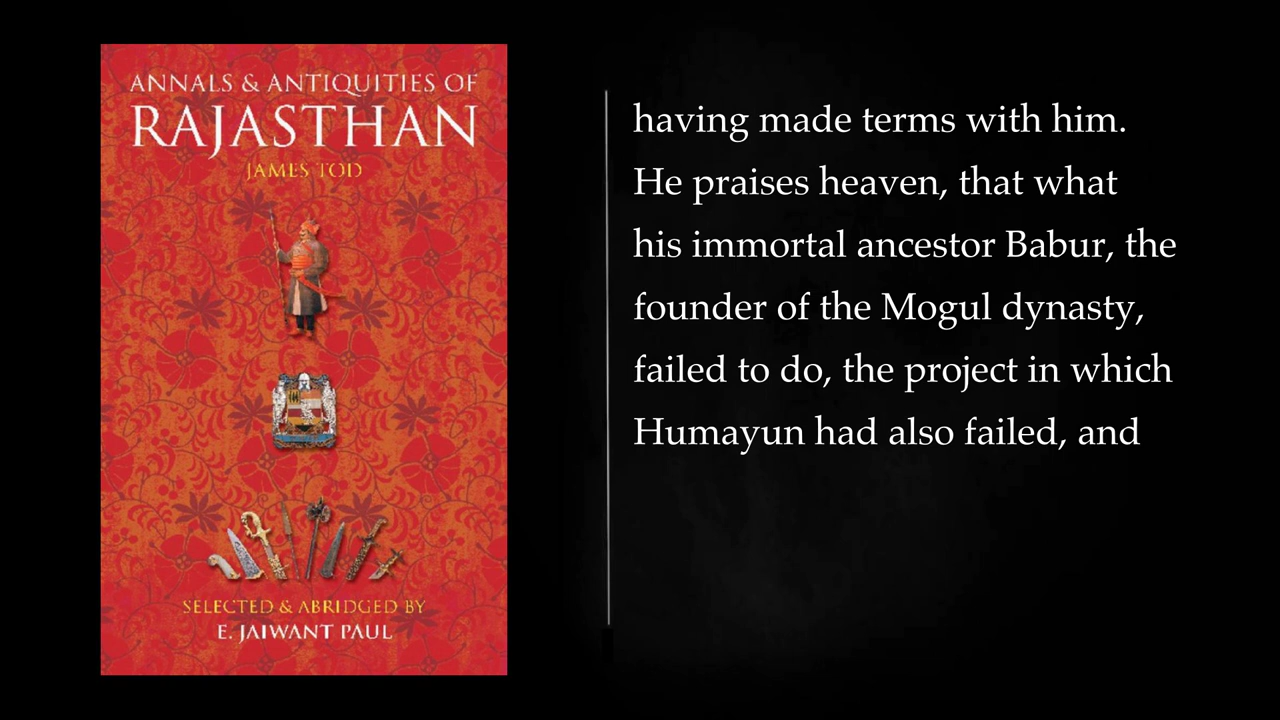 ANNALS & ANTIQUITIES OF
RAJASTHAN
JAMES TOD
SELECTED & ABRIDGED BY
E. JAIWANT PAUL
having made terms with him.
He praises heaven, that what
his immortal ancestor Babur, the
founder of the Mogul dynasty,
failed to do, the project in which
Humayun had also failed, and